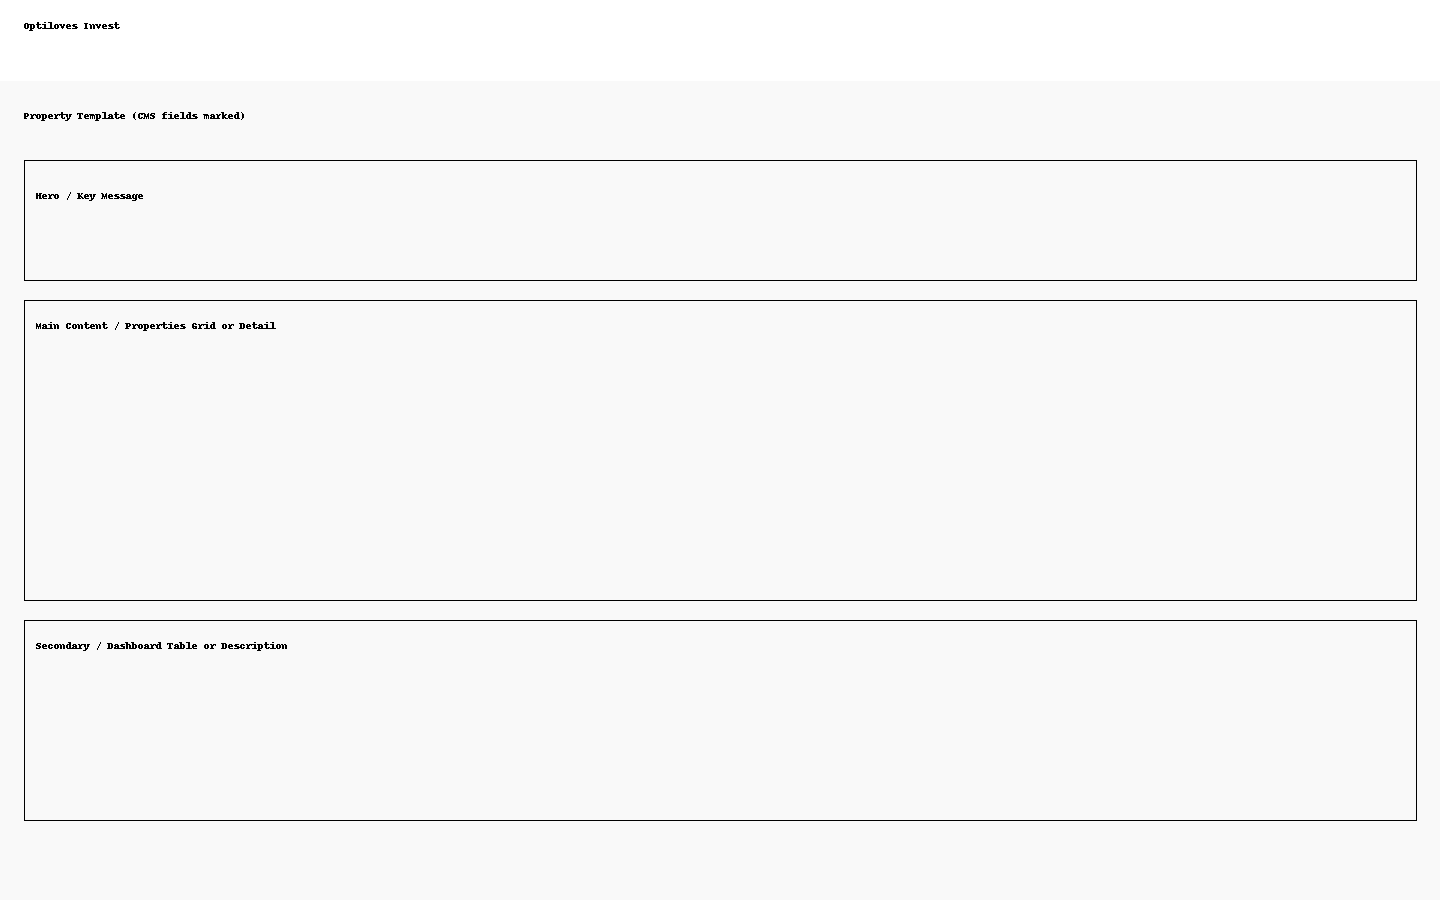 Optiloves Invest
Property Template (CMS fields marked)
Hero / Key Message
Main Content / Properties Grid or Detail
Secondary / Dashboard Table or Description